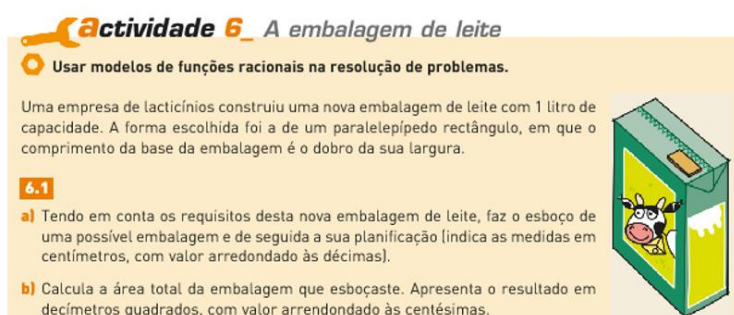 actividade 6_ A embalagem de leite
Usar modelos de funções racionais na resolução de problemas.
Uma empresa de lacticínios construiu uma nova embalagem de leite com 1 litro de
capacidade. A forma escolhida foi a de um paralelepípedo rectângulo, em que o
comprimento da base da embalagem é o dobro da sua largura.
6.1
a) Tendo em conta os requisitos desta nova embalagem de leite, faz o esboço de
uma possível embalagem e de seguida a sua planificação (indica as medidas em
centímetros, com valor arredondado às décimas).
b) Calcula a área total da embalagem que esboçaste. Apresenta o resultado em
decímetros quadrados, com valor arrendondado às centésimas.